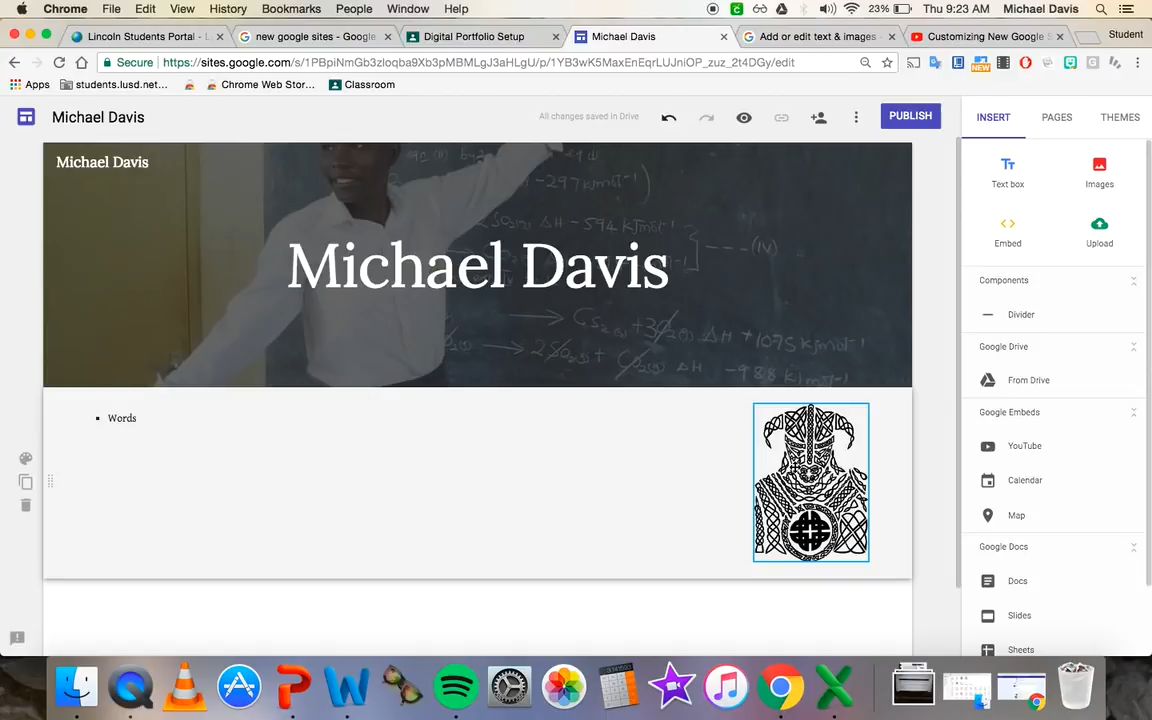 Chrome File Edit View History Bookmarks People Window Help 23% Thu 9:23 AM Michael Davis
Lincoln Students Portal - L × new google sites - Google × Digital Portfolio Setup × Michael Davis × Add or edit text & images × Customizing New Google S × Student
Secure https://sites.google.com/s/1PBpiNmGb3zloqba9Xb3pMBMLgJ3aHLgU/p/1YB3wK5MaxEnEqrLUJniOP_zuz_2t4DGy/edit
Apps students.lusd.net... Chrome Web Stor... Classroom
Michael Davis All changes saved in Drive PUBLISH INSERT PAGES THEMES
Michael Davis
Michael Davis
Text box Images
Embed Upload
Components
Divider
Google Drive
From Drive
Google Embeds
YouTube
Calendar
Map
Google Docs
Docs
Slides
Sheets
Words
NEW